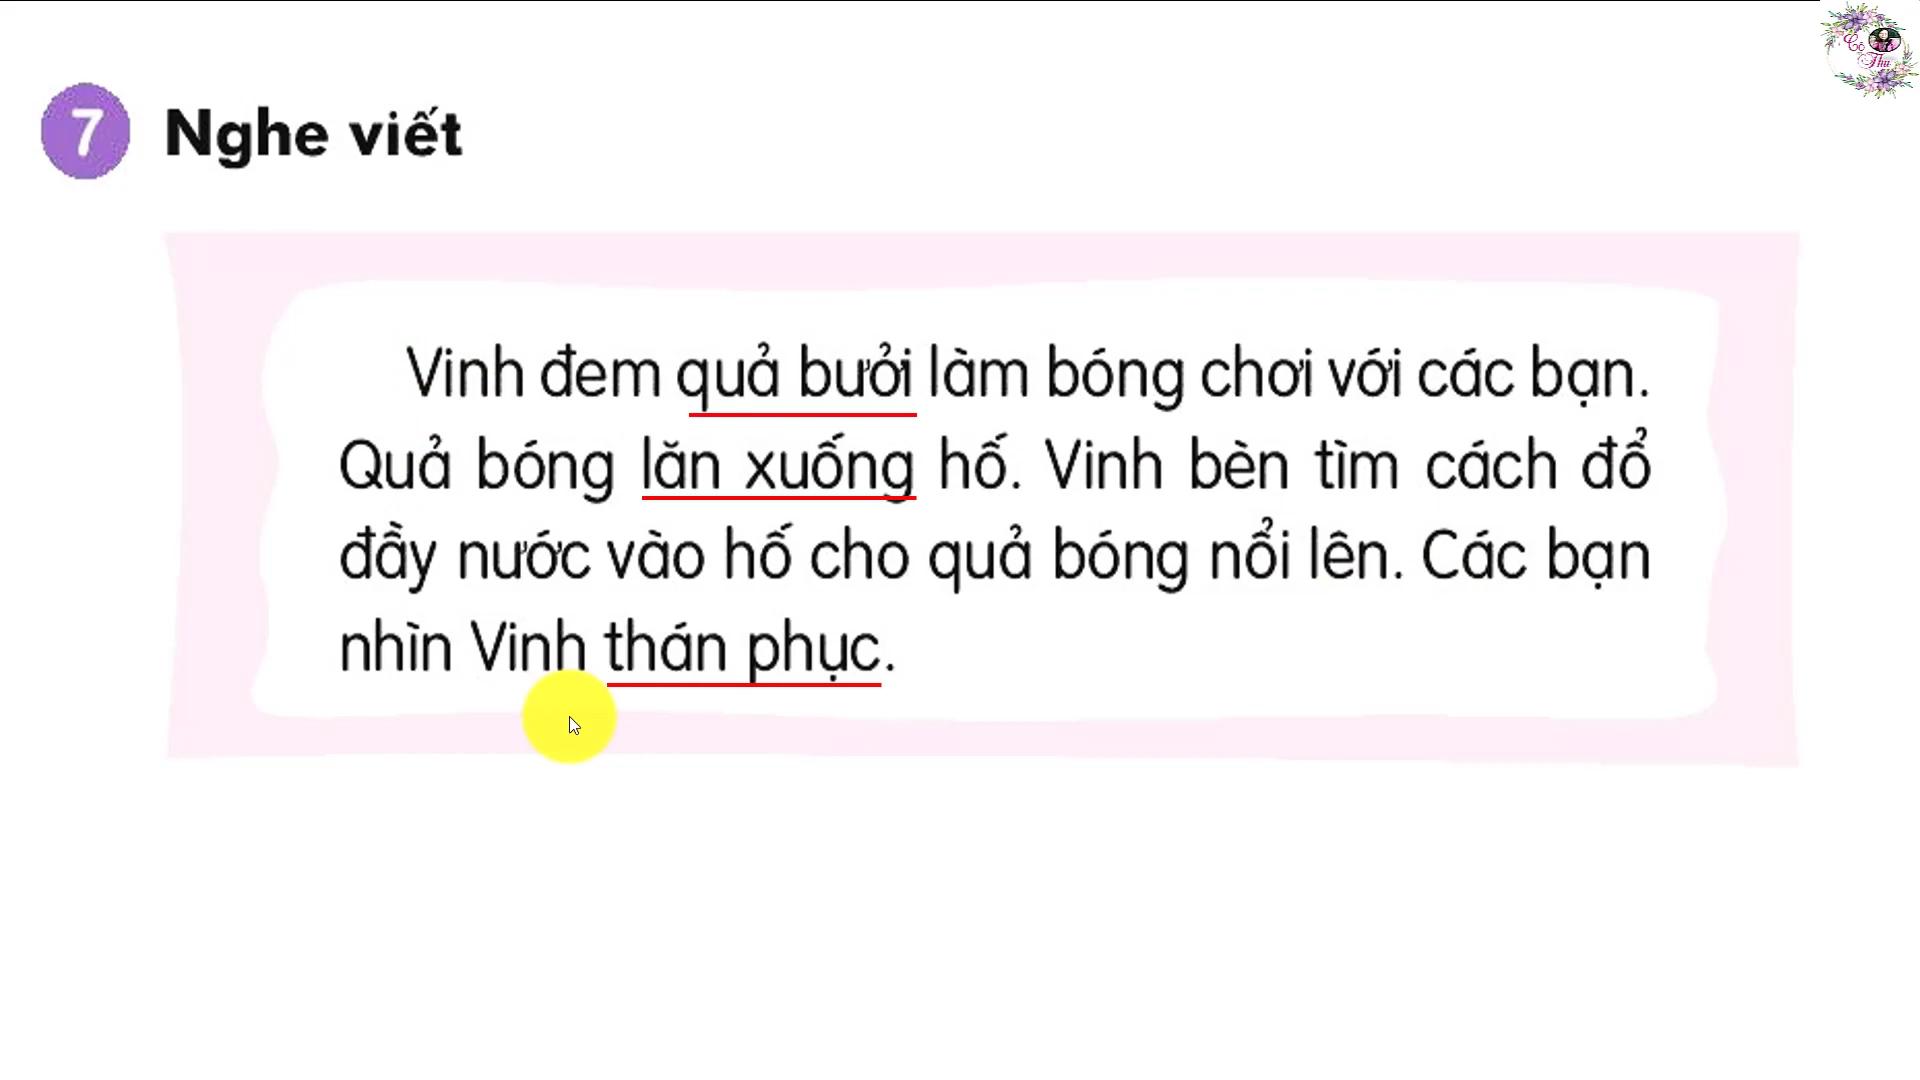 Cô
Thu
7 Nghe viết
Vinh đem quả bưởi làm bóng chơi với các bạn.
Quả bóng lăn xuống hố. Vinh bèn tìm cách đổ
đầy nước vào hố cho quả bóng nổi lên. Các bạn
nhìn Vinh thán phục.